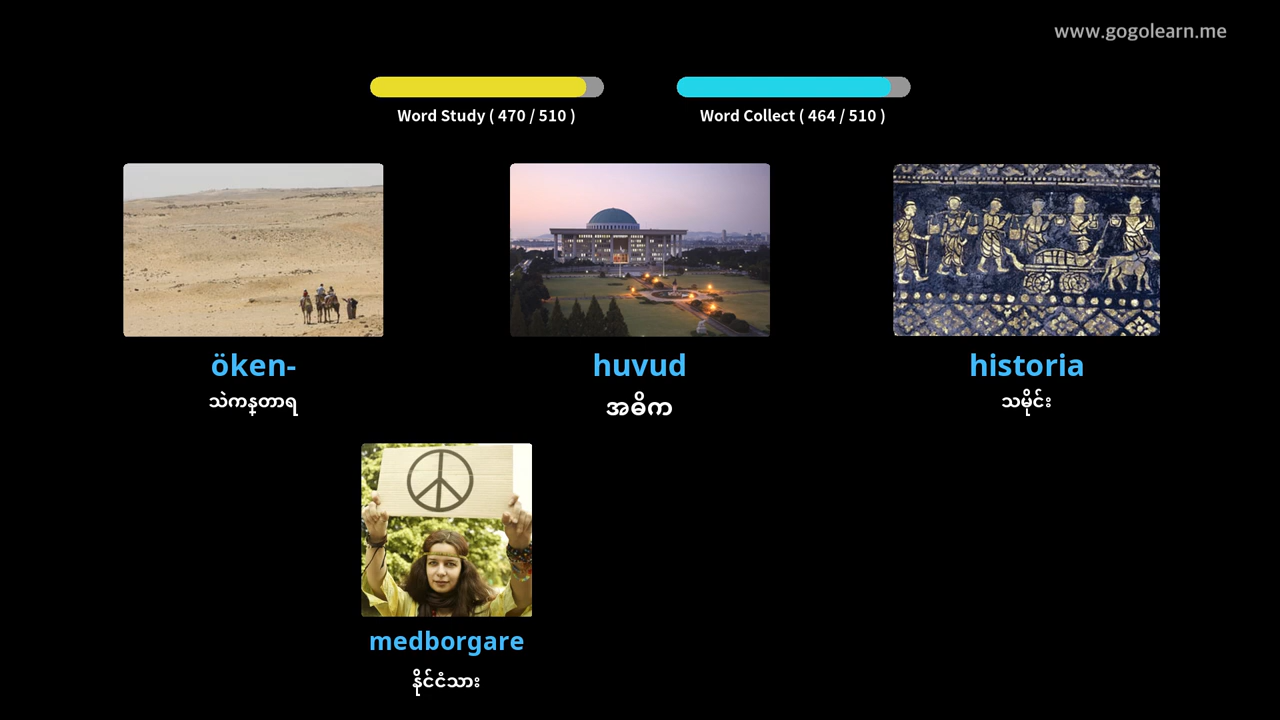 www.gogolearn.me
Word Study ( 470 / 510 )
Word Collect ( 464 / 510 )
öken-
သဲကန္တာရ
huvud
အဓိက
historia
သမိုင်း
medborgare
နိုင်ငံသား